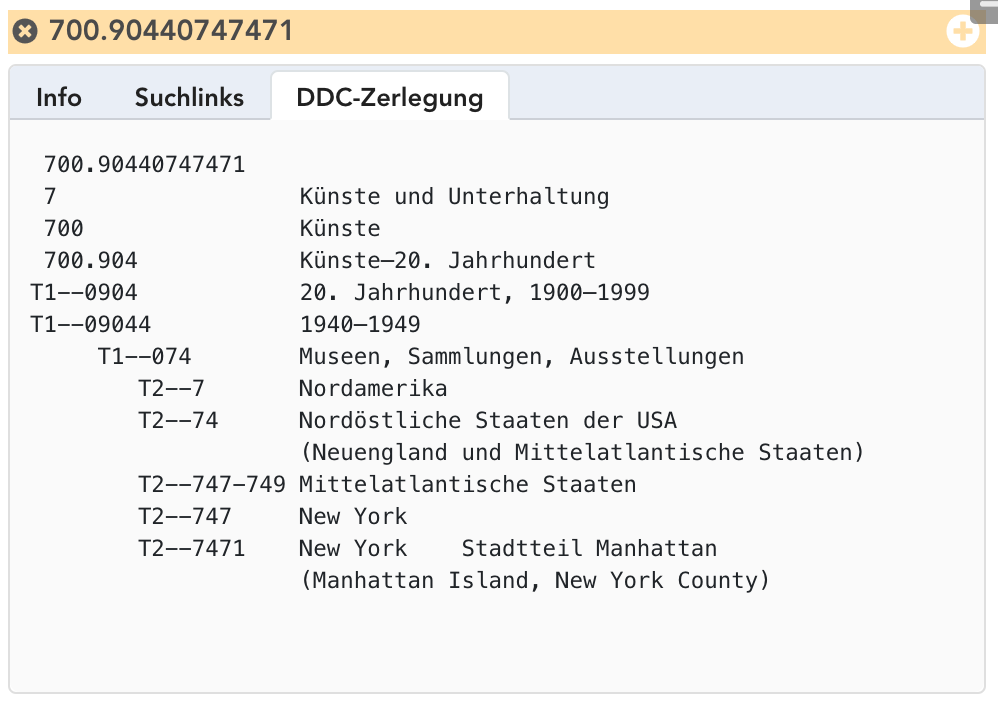 700.90440747471
Info Suchlinks DDC-Zerlegung
700.90440747471
7 Künste und Unterhaltung
700 Künste
700.904 Künste—20. Jahrhundert
T1--0904 20. Jahrhundert, 1900–1999
T1--09044 1940–1949
T1--074 Museen, Sammlungen, Ausstellungen
T2--7 Nordamerika
T2--74 Nordöstliche Staaten der USA
(Neuengland und Mittelatlantische Staaten)
T2--747-749 Mittelatlantische Staaten
T2--747 New York
T2--7471 New York Stadtteil Manhattan
(Manhattan Island, New York County)